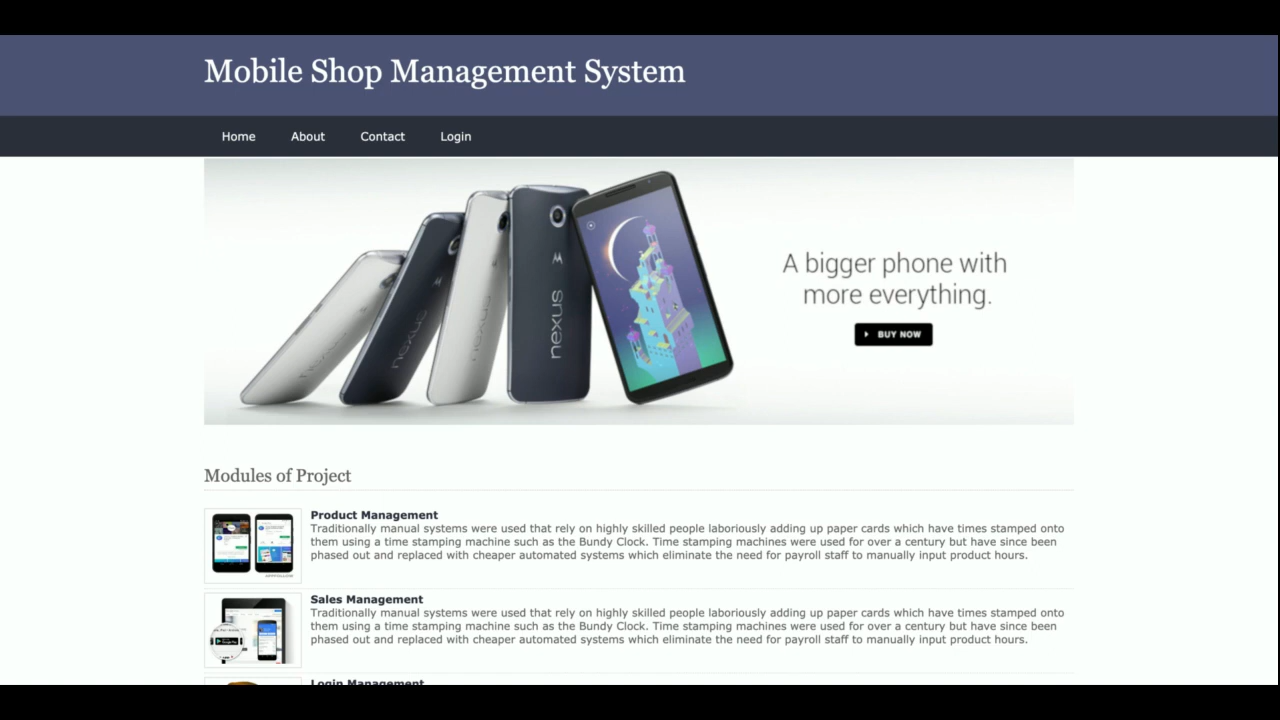 Mobile Shop Management System
Home About Contact Login
nexus nexus nexus nexus
A bigger phone with
more everything.
BUY NOW
Modules of Project
Product Management
Traditionally manual systems were used that rely on highly skilled people laboriously adding up paper cards which have times stamped onto
them using a time stamping machine such as the Bundy Clock. Time stamping machines were used for over a century but have since been
phased out and replaced with cheaper automated systems which eliminate the need for payroll staff to manually input product hours.
Sales Management
Traditionally manual systems were used that rely on highly skilled people laboriously adding up paper cards which have times stamped onto
them using a time stamping machine such as the Bundy Clock. Time stamping machines were used for over a century but have since been
phased out and replaced with cheaper automated systems which eliminate the need for payroll staff to manually input product hours.
Login Management